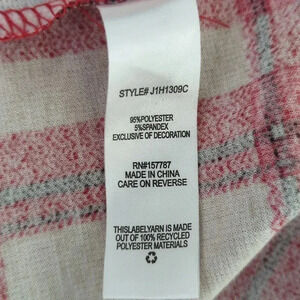 STYLE# J1H1309C
95%POLYESTER
5%SPANDEX
EXCLUSIVE OF DECORATION
RN#157787
MADE IN CHINA
CARE ON REVERSE
THISLABELYARN IS MADE
OUT OF 100% RECYCLED
POLYESTER MATERIALS